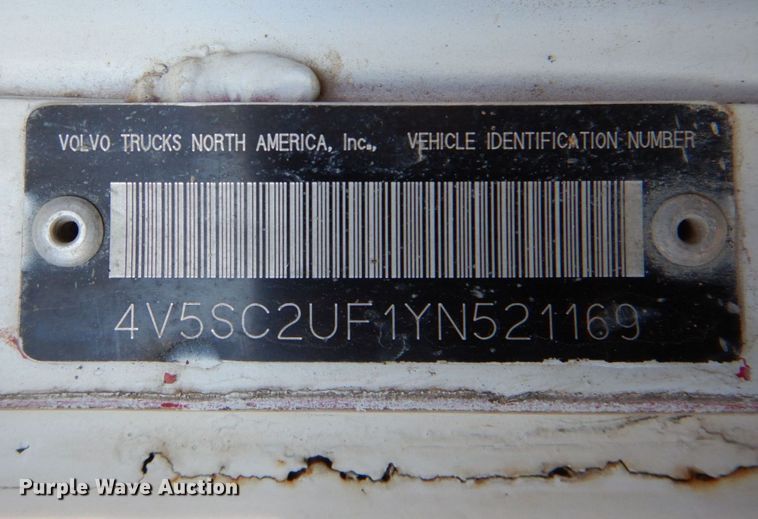 VOLVO TRUCKS NORTH AMERICA, Inc., VEHICLE IDENTIFICATION NUMBER
4V5SC2UF1YN521169
Purple Wave Auction